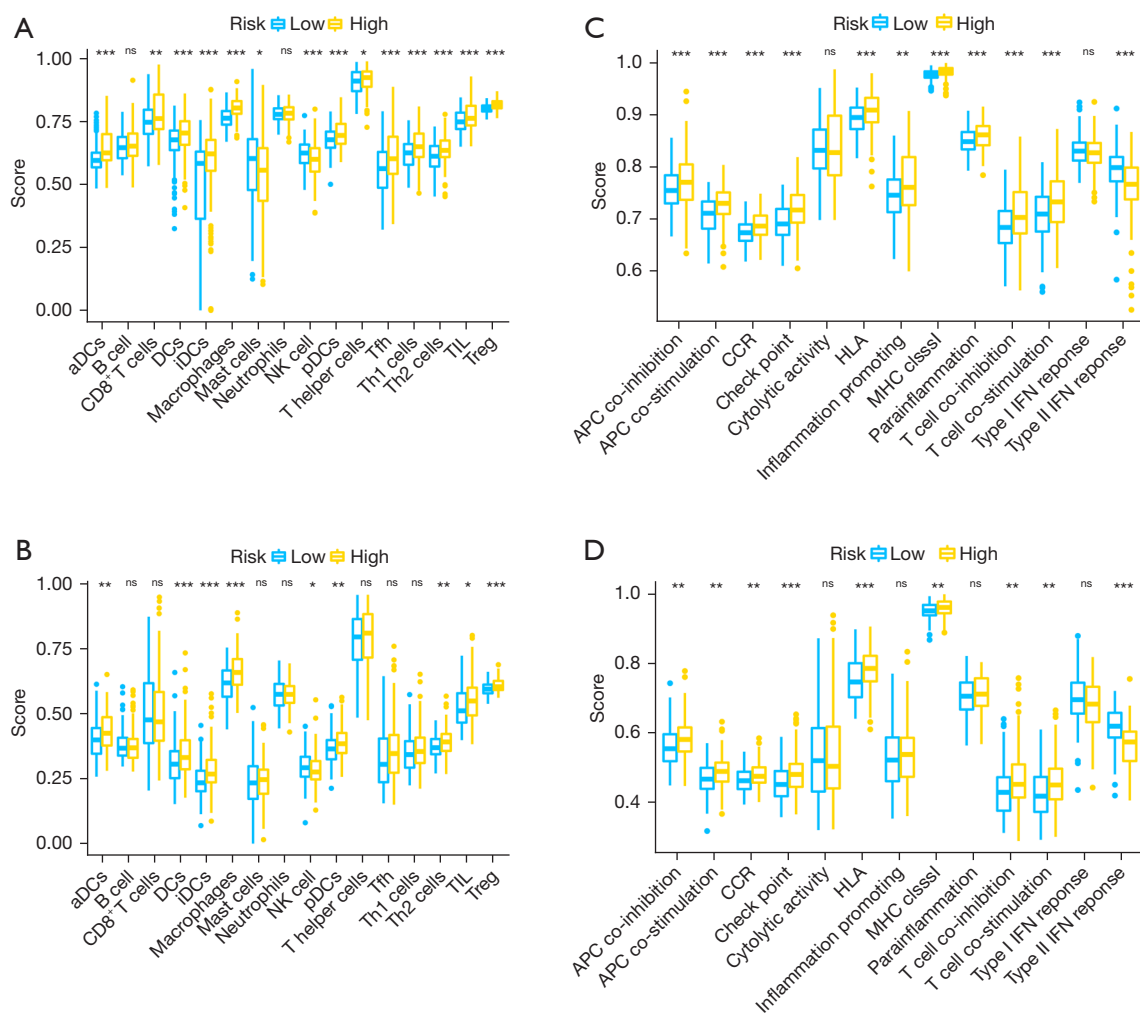 A
Risk Low High
*** ns ** *** *** *** * ns *** *** * *** *** *** *** ***
Score
1.00
0.75
0.50
0.25
0.00
aDCs
B cell
CD8+ T cells
DCs
iDCs
Macrophages
Mast cells
Neutrophils
NK cell
pDCs
T helper cells
Tfh
Th1 cells
Th2 cells
TIL
Treg
C
Risk Low High
*** *** *** *** ns *** ** *** *** *** *** ns ***
Score
1.0
0.9
0.8
0.7
0.6
APC co-inhibition
APC co-stimulation
CCR
Check point
Cytolytic activity
HLA
Inflammation promoting
MHC clsssI
Parainflammation
T cell co-inhibition
T cell co-stimulation
Type I IFN reponse
Type II IFN reponse
B
Risk Low High
** ns ns *** *** *** ns ns * ** ns ns ns ** * ***
Score
1.00
0.75
0.50
0.25
0.00
aDCs
B cell
CD8+ T cells
DCs
iDCs
Macrophages
Mast cells
Neutrophils
NK cell
pDCs
T helper cells
Tfh
Th1 cells
Th2 cells
TIL
Treg
D
Risk Low High
** ** ** *** ns *** ns ** ns ** ** ns ***
Score
1.0
0.8
0.6
0.4
APC co-inhibition
APC co-stimulation
CCR
Check point
Cytolytic activity
HLA
Inflammation promoting
MHC clsssI
Parainflammation
T cell co-inhibition
T cell co-stimulation
Type I IFN reponse
Type II IFN reponse